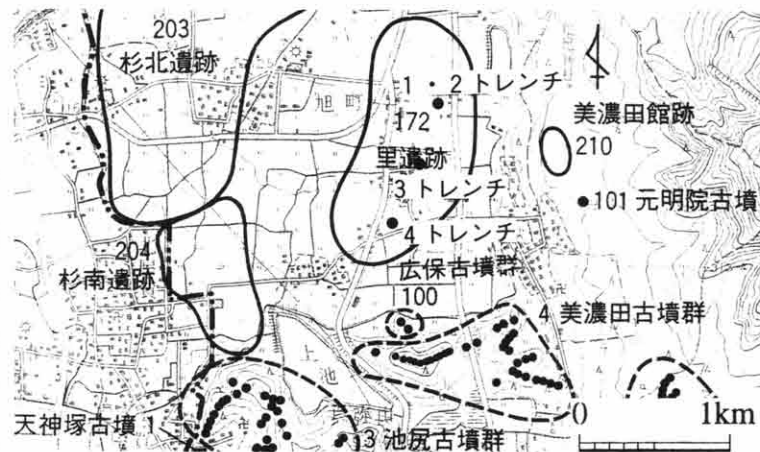 203
杉北遺跡
旭町
1 ・ 2 トレンチ
172
里遺跡
美濃田館跡
210
3 トレンチ
101 元明院古墳
204
杉南遺跡
4 トレンチ
広保古墳群
100
4 美濃田古墳群
上池
天神塚古墳 1
3 池尻古墳群
0 1km